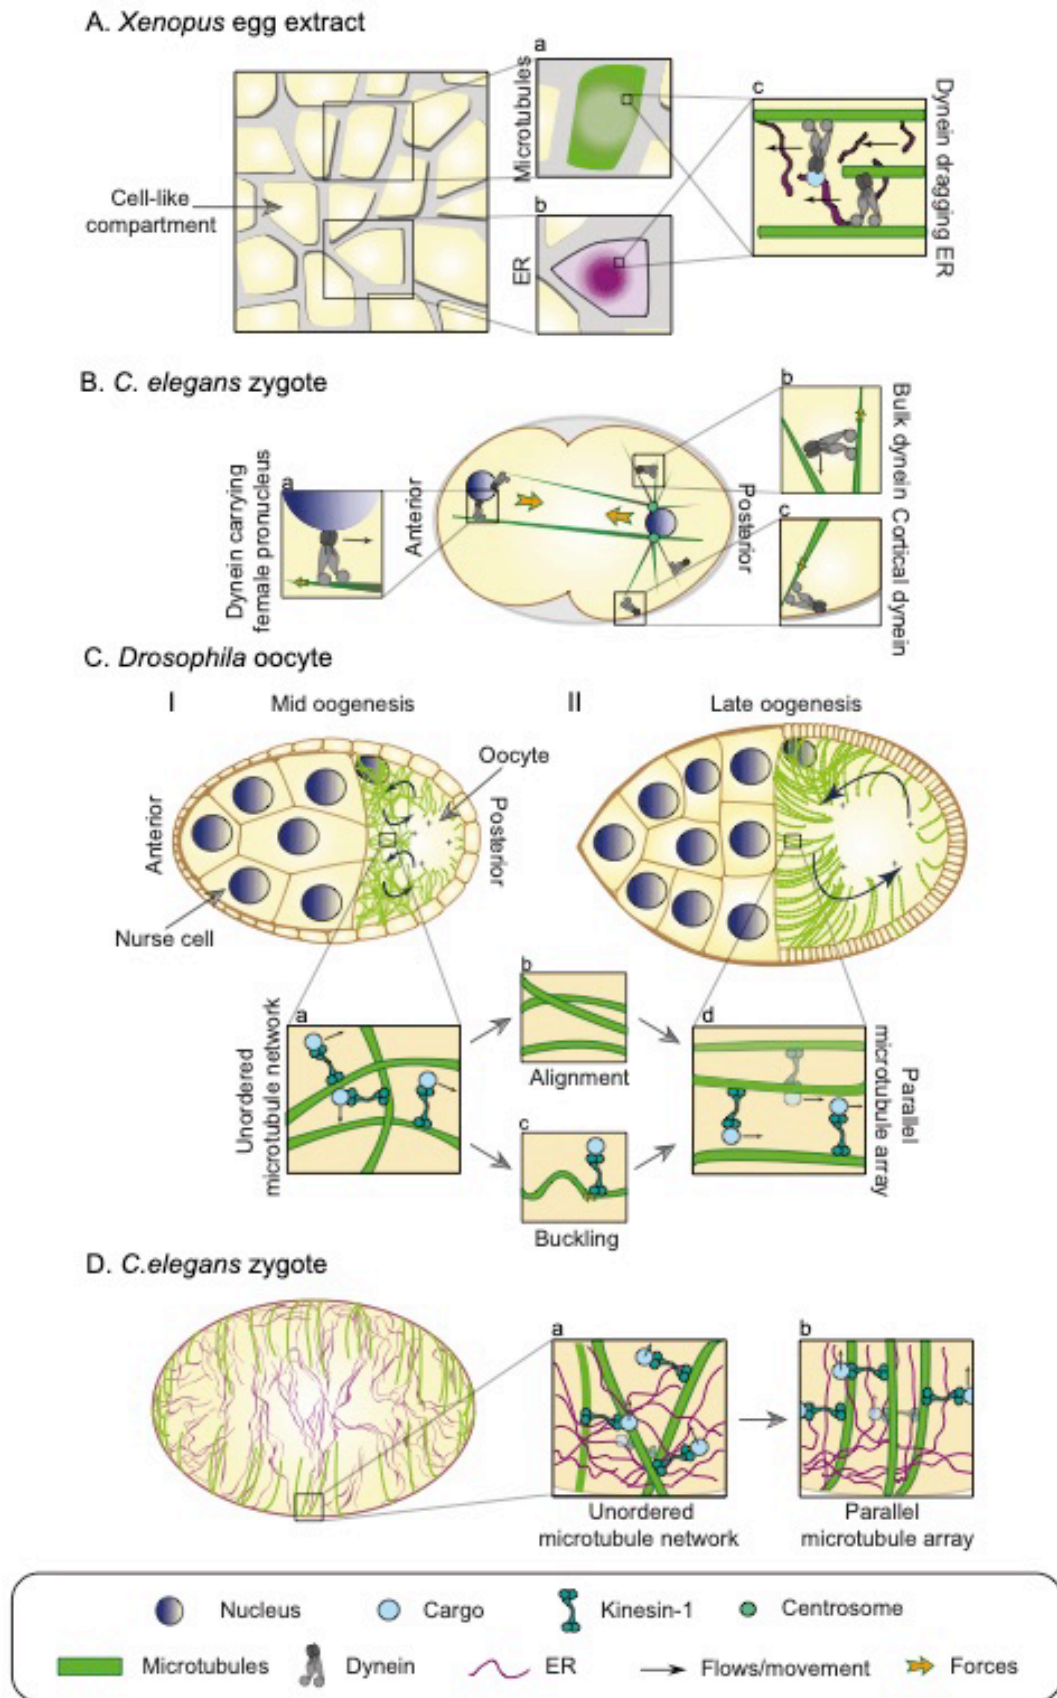 A. Xenopus egg extract
a
Microtubules
Cell-like
compartment
b
ER
c
Dynein dragging ER
B. C. elegans zygote
a
Dynein carrying
female pronucleus
Anterior
Posterior
b
Bulk dynein
c
Cortical dynein
C. Drosophila oocyte
I
Mid oogenesis
II
Late oogenesis
Oocyte
Anterior
Posterior
Nurse cell
a
Unordered
microtubule network
b
Alignment
c
Buckling
d
Parallel
microtubule array
D. C.elegans zygote
a
Unordered
microtubule network
b
Parallel
microtubule array
Nucleus
Cargo
Kinesin-1
Centrosome
Microtubules
Dynein
ER
Flows/movement
Forces